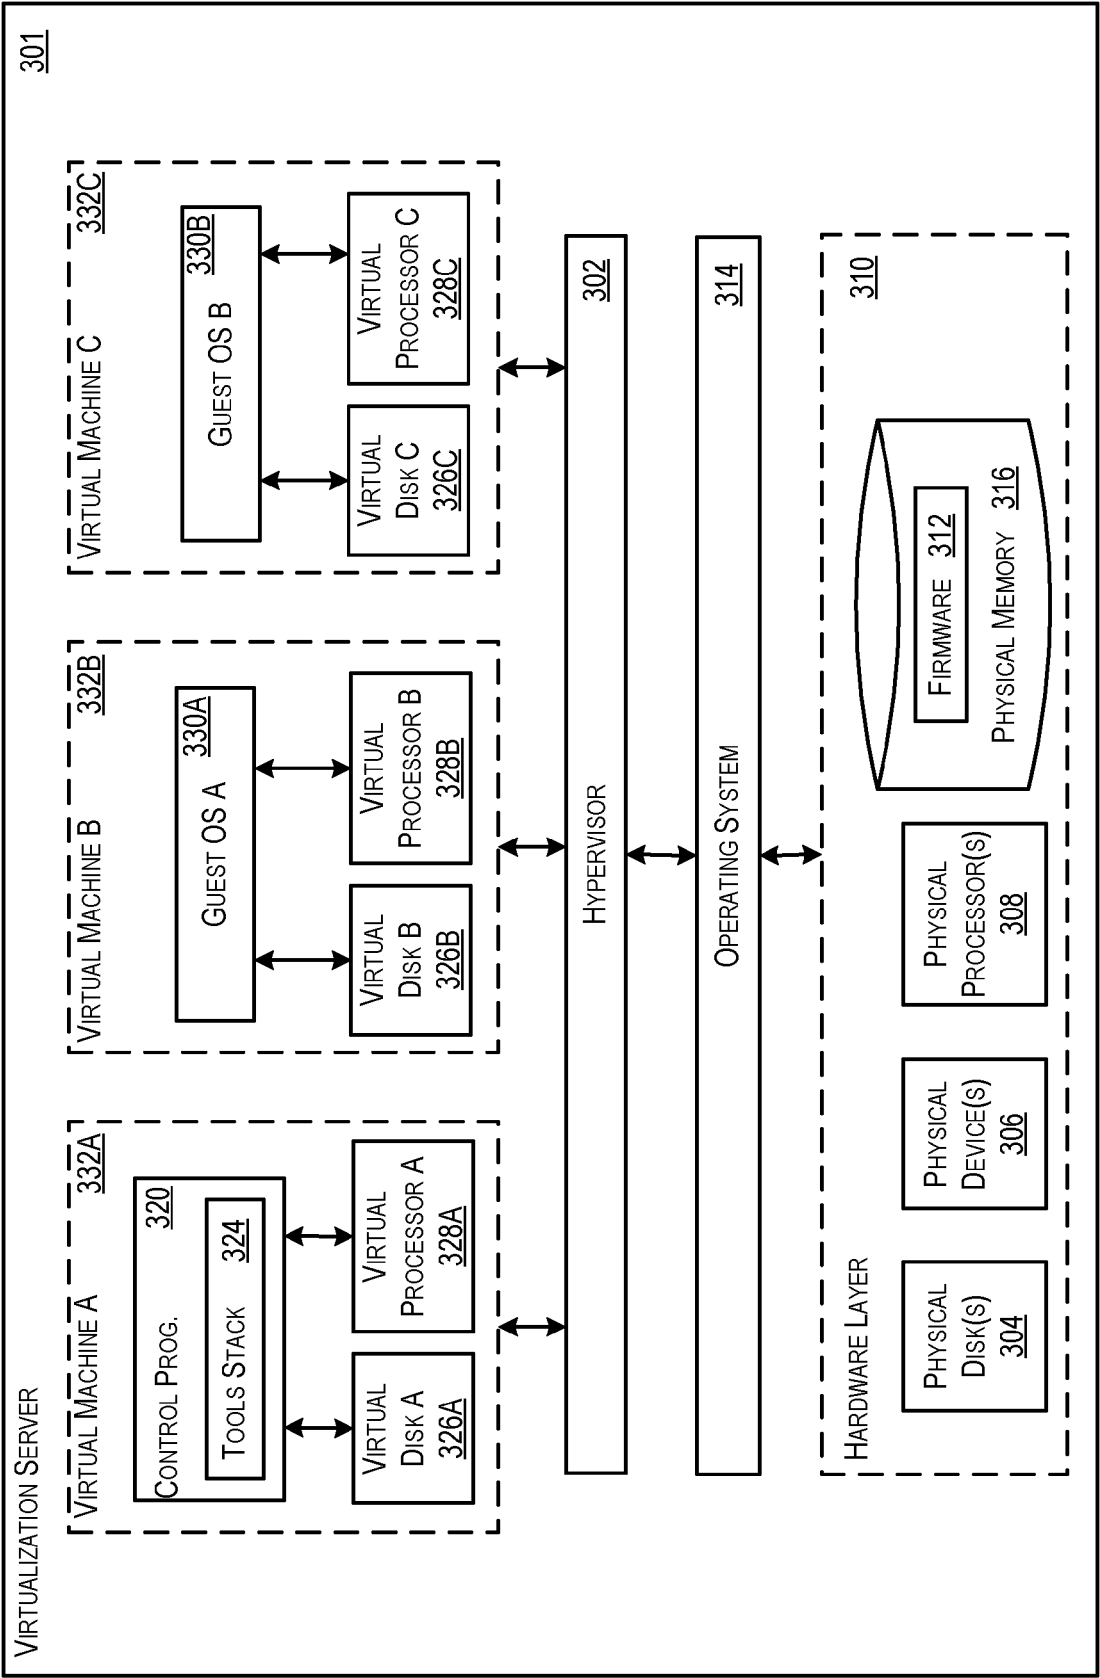 VIRTUALIZATION SERVER
301
VIRTUAL MACHINE A
332A
CONTROL PROG.
320
TOOLS STACK
324
VIRTUAL
DISK A
326A
VIRTUAL
PROCESSOR A
328A
VIRTUAL MACHINE B
332B
GUEST OS A
330A
VIRTUAL
DISK B
326B
VIRTUAL
PROCESSOR B
328B
VIRTUAL MACHINE C
332C
GUEST OS B
330B
VIRTUAL
DISK C
326C
VIRTUAL
PROCESSOR C
328C
HYPERVISOR
302
OPERATING SYSTEM
314
HARDWARE LAYER
310
PHYSICAL
DISK(S)
304
PHYSICAL
DEVICE(S)
306
PHYSICAL
PROCESSOR(S)
308
FIRMWARE 312
PHYSICAL MEMORY 316